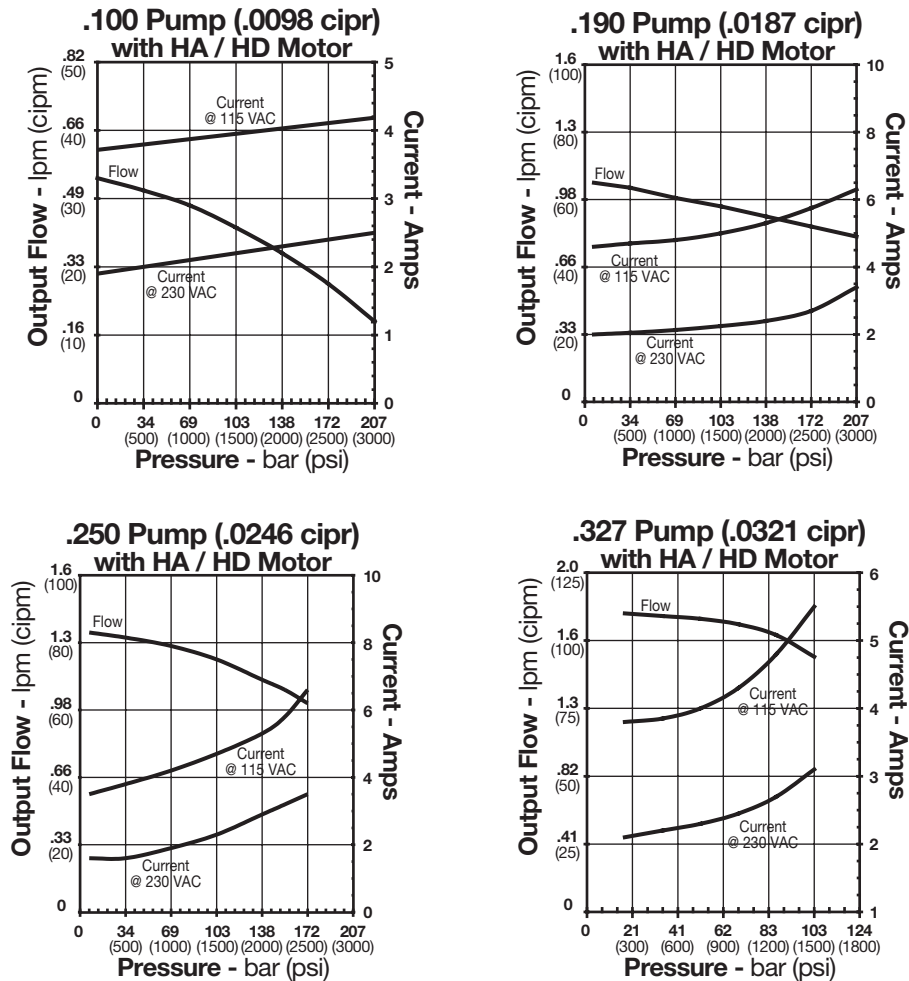 .100 Pump (.0098 cipr)
with HA / HD Motor
Output Flow - lpm (cipm)
.82
(50)
.66
(40)
.49
(30)
.33
(20)
.16
(10)
0
5
4
3
2
1
0
Current - Amps
Current
@ 115 VAC
Flow
Current
@ 230 VAC
0 34 69 103 138 172 207
(500) (1000) (1500) (2000) (2500) (3000)
Pressure - bar (psi)
.190 Pump (.0187 cipr)
with HA / HD Motor
Output Flow - lpm (cipm)
1.6
(100)
1.3
(80)
.98
(60)
.66
(40)
.33
(20)
0
10
8
6
4
2
0
Current - Amps
Flow
Current
@ 115 VAC
Current
@ 230 VAC
0 34 69 103 138 172 207
(500) (1000) (1500) (2000) (2500) (3000)
Pressure - bar (psi)
.250 Pump (.0246 cipr)
with HA / HD Motor
Output Flow - lpm (cipm)
1.6
(100)
1.3
(80)
.98
(60)
.66
(40)
.33
(20)
0
10
8
6
4
2
0
Current - Amps
Flow
Current
@ 115 VAC
Current
@ 230 VAC
0 34 69 103 138 172 207
(500) (1000) (1500) (2000) (2500) (3000)
Pressure - bar (psi)
.327 Pump (.0321 cipr)
with HA / HD Motor
Output Flow - lpm (cipm)
2.0
(125)
1.6
(100)
1.3
(75)
.82
(50)
.41
(25)
0
6
5
4
3
2
1
Current - Amps
Flow
Current
@ 115 VAC
Current
@ 230 VAC
0 21 41 62 83 103 124
(300) (600) (900) (1200) (1500) (1800)
Pressure - bar (psi)